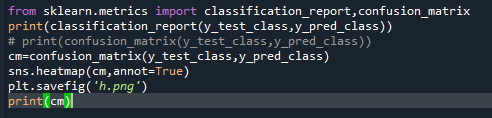 from sklearn.metrics import classification_report,confusion_matrix
print(classification_report(y_test_class,y_pred_class))
# print(confusion_matrix(y_test_class,y_pred_class))
cm=confusion_matrix(y_test_class,y_pred_class)
sns.heatmap(cm,annot=True)
plt.savefig('h.png')
print(cm)